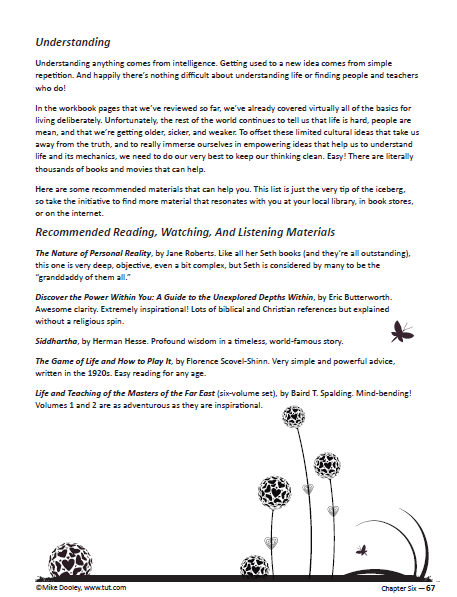 Understanding
Understanding anything comes from intelligence. Getting used to a new idea comes from simple
repetition. And happily there's nothing difficult about understanding life or finding people and teachers
who do!
In the workbook pages that we've reviewed so far, we've already covered virtually all of the basics for
living deliberately. Unfortunately, the rest of the world continues to tell us that life is hard, people are
mean, and that we're getting older, sicker, and weaker. To offset these limited cultural ideas that take us
away from the truth, and to really immerse ourselves in empowering ideas that help us to understand
life and its mechanics, we need to do our very best to keep our thinking clean. Easy! There are literally
thousands of books and movies that can help.
Here are some recommended materials that can help you. This list is just the very tip of the iceberg,
so take the initiative to find more material that resonates with you at your local library, in book stores,
or on the internet.
Recommended Reading, Watching, And Listening Materials
The Nature of Personal Reality, by Jane Roberts. Like all her Seth books (and they're all outstanding),
this one is very deep, objective, even a bit complex, but Seth is considered by many to be the
"granddaddy of them all."
Discover the Power Within You: A Guide to the Unexplored Depths Within, by Eric Butterworth.
Awesome clarity. Extremely inspirational! Lots of biblical and Christian references but explained
without a religious spin.
Siddhartha, by Herman Hesse. Profound wisdom in a timeless, world-famous story.
The Game of Life and How to Play It, by Florence Scovel-Shinn. Very simple and powerful advice,
written in the 1920s. Easy reading for any age.
Life and Teaching of the Masters of the Far East (six-volume set), by Baird T. Spalding. Mind-bending!
Volumes 1 and 2 are as adventurous as they are inspirational.
©Mike Dooley, www.tut.com
Chapter Six — 67